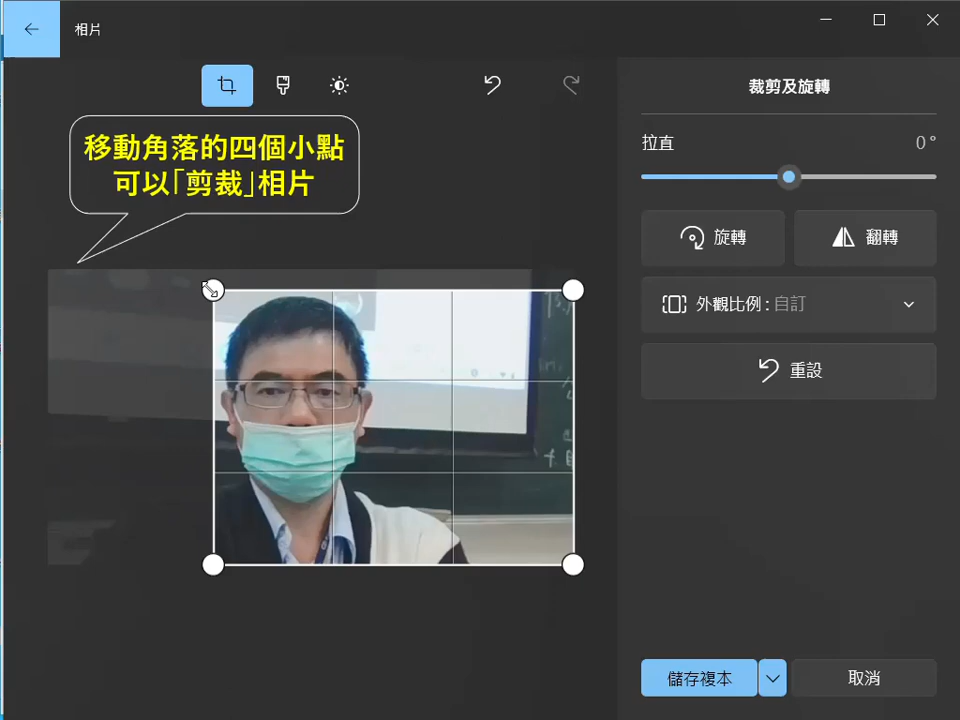 相片
移動角落的四個小點
可以「剪裁」相片
裁剪及旋轉
拉直
0°
旋轉
翻轉
外觀比例 : 自訂
重設
儲存複本
取消